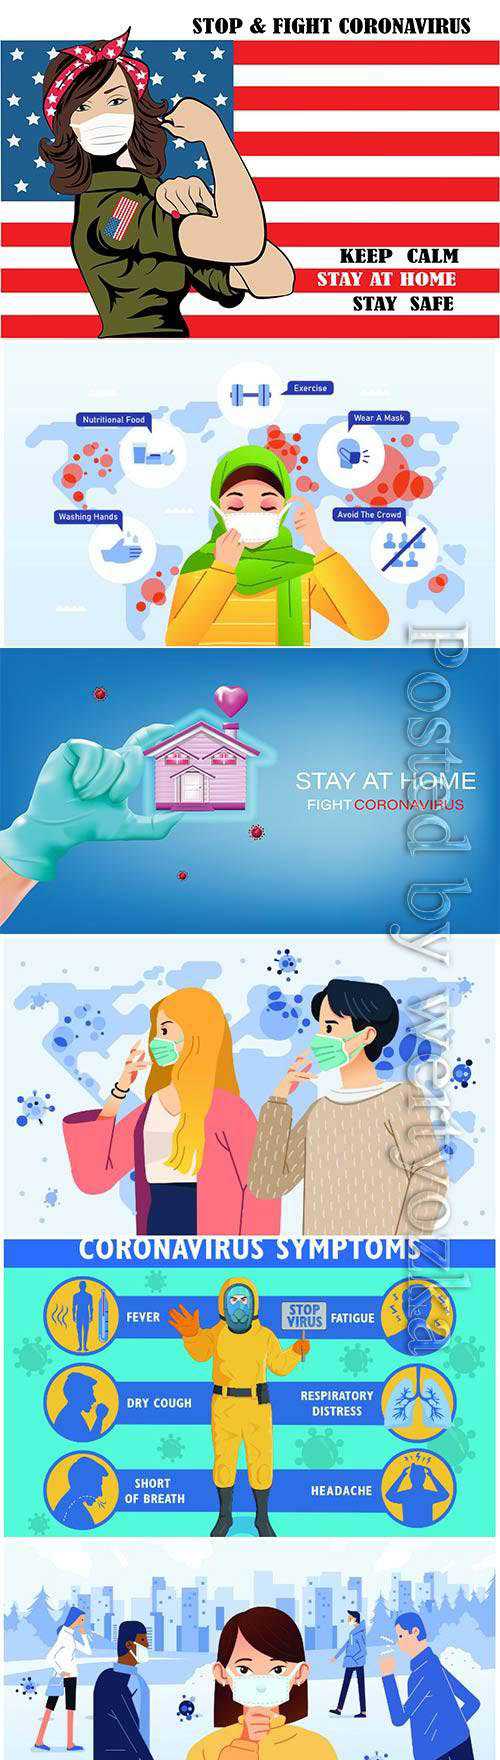 STOP & FIGHT CORONAVIRUS
KEEP CALM
STAY AT HOME
STAY SAFE
Exercise
Nutritional Food
Wear A Mask
Washing Hands
Avoid The Crowd
STAY AT HOME
FIGHT CORONAVIRUS
CORONAVIRUS SYMPTOMS
FEVER
STOP
VIRUS
FATIGUE
DRY COUGH
RESPIRATORY
DISTRESS
SHORT
OF BREATH
HEADACHE
Posted by wertyozka